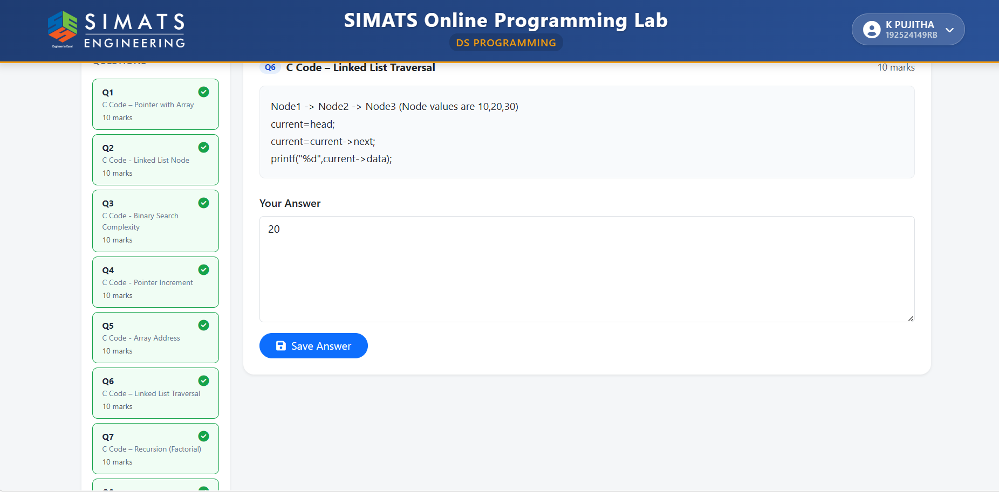 SIMATS
ENGINEERING
Engineer to Excel
SIMATS Online Programming Lab
DS PROGRAMMING
K PUJITHA
192524149RB
QUESTIONS
Q1
C Code – Pointer with Array
10 marks
Q2
C Code - Linked List Node
10 marks
Q3
C Code - Binary Search
Complexity
10 marks
Q4
C Code - Pointer Increment
10 marks
Q5
C Code - Array Address
10 marks
Q6
C Code – Linked List Traversal
10 marks
Q7
C Code – Recursion (Factorial)
10 marks
Q6 C Code – Linked List Traversal
10 marks
Node1 -> Node2 -> Node3 (Node values are 10,20,30)
current=head;
current=current->next;
printf("%d",current->data);
Your Answer
20
Save Answer